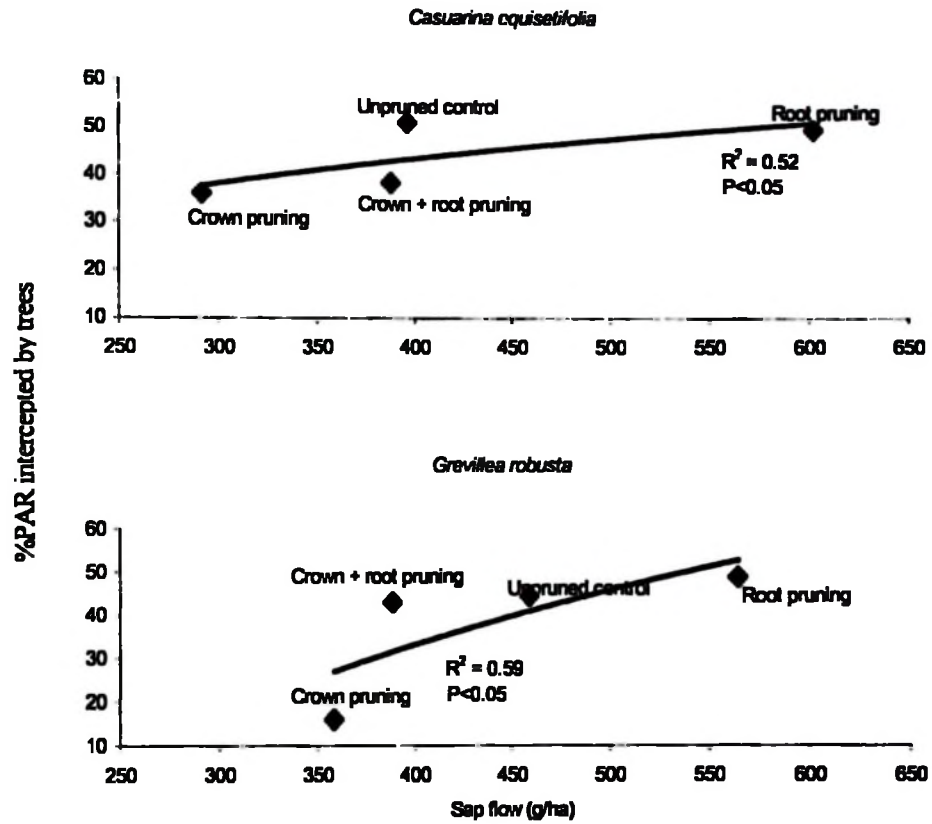 Casuarina cquisetifolia
60
50
40
30
20
10
Unpruned control
Root pruning
R² = 0.52
P<0.05
Crown pruning
Crown + root pruning
250 300 350 400 450 500 550 600 650
%PAR intercepted by trees
Grevillea robusta
60
50
40
30
20
10
Crown + root pruning
Unpruned control
Root pruning
R² = 0.59
P<0.05
Crown pruning
250 300 350 400 450 500 550 600 650
Sap flow (g/ha)